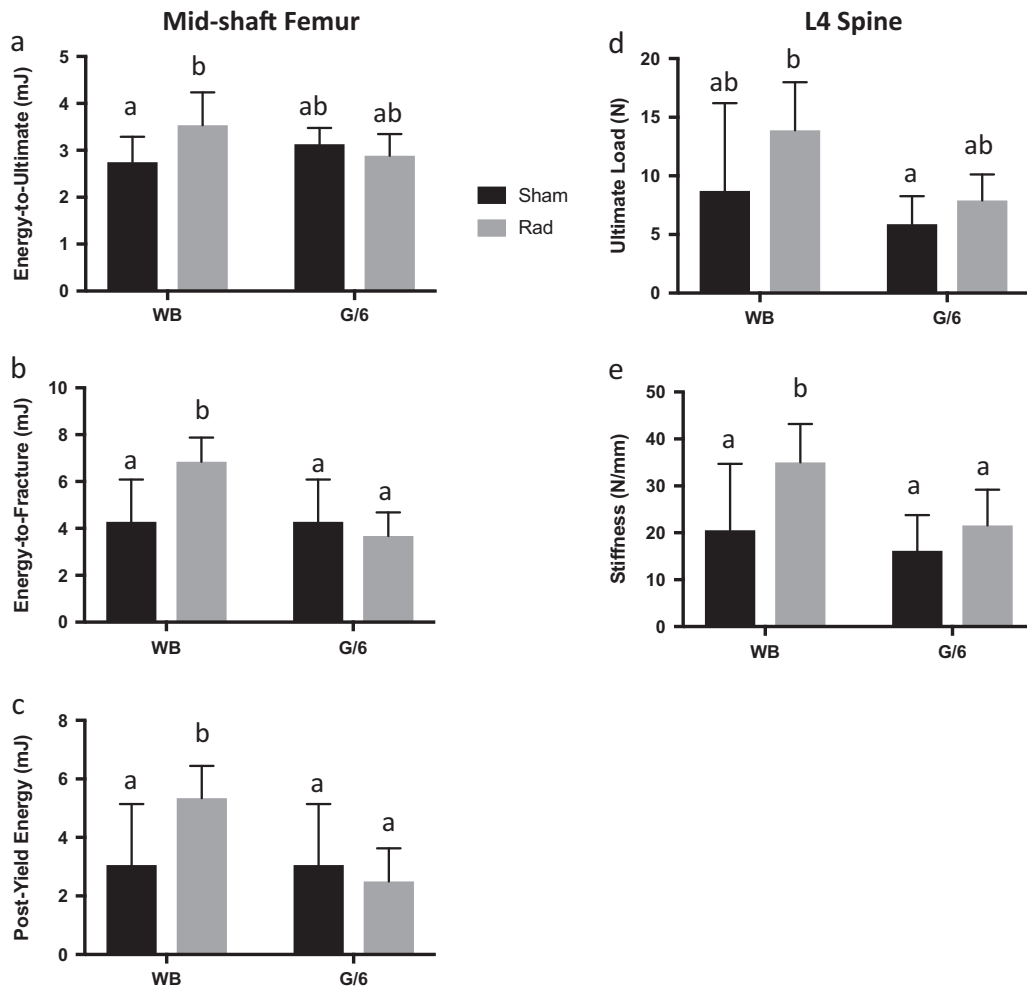 Mid-shaft Femur
a
Energy-to-Ultimate (mJ)
5
4
3
2
1
0
a
b
ab
ab
WB
G/6
Sham
Rad
b
Energy-to-Fracture (mJ)
10
8
6
4
2
0
a
b
a
a
WB
G/6
c
Post-Yield Energy (mJ)
8
6
4
2
0
a
b
a
a
WB
G/6
L4 Spine
d
Ultimate Load (N)
20
15
10
5
0
ab
b
a
ab
WB
G/6
e
Stiffness (N/mm)
50
40
30
20
10
0
a
b
a
a
WB
G/6